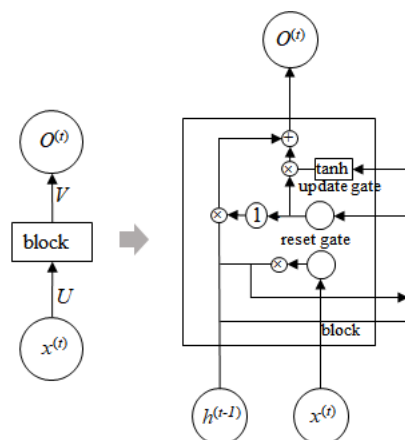 O(t)
O(t)
V
block
U
x(t)
+
×
tanh
update gate
×
1
reset gate
×
block
h(t-1)
x(t)